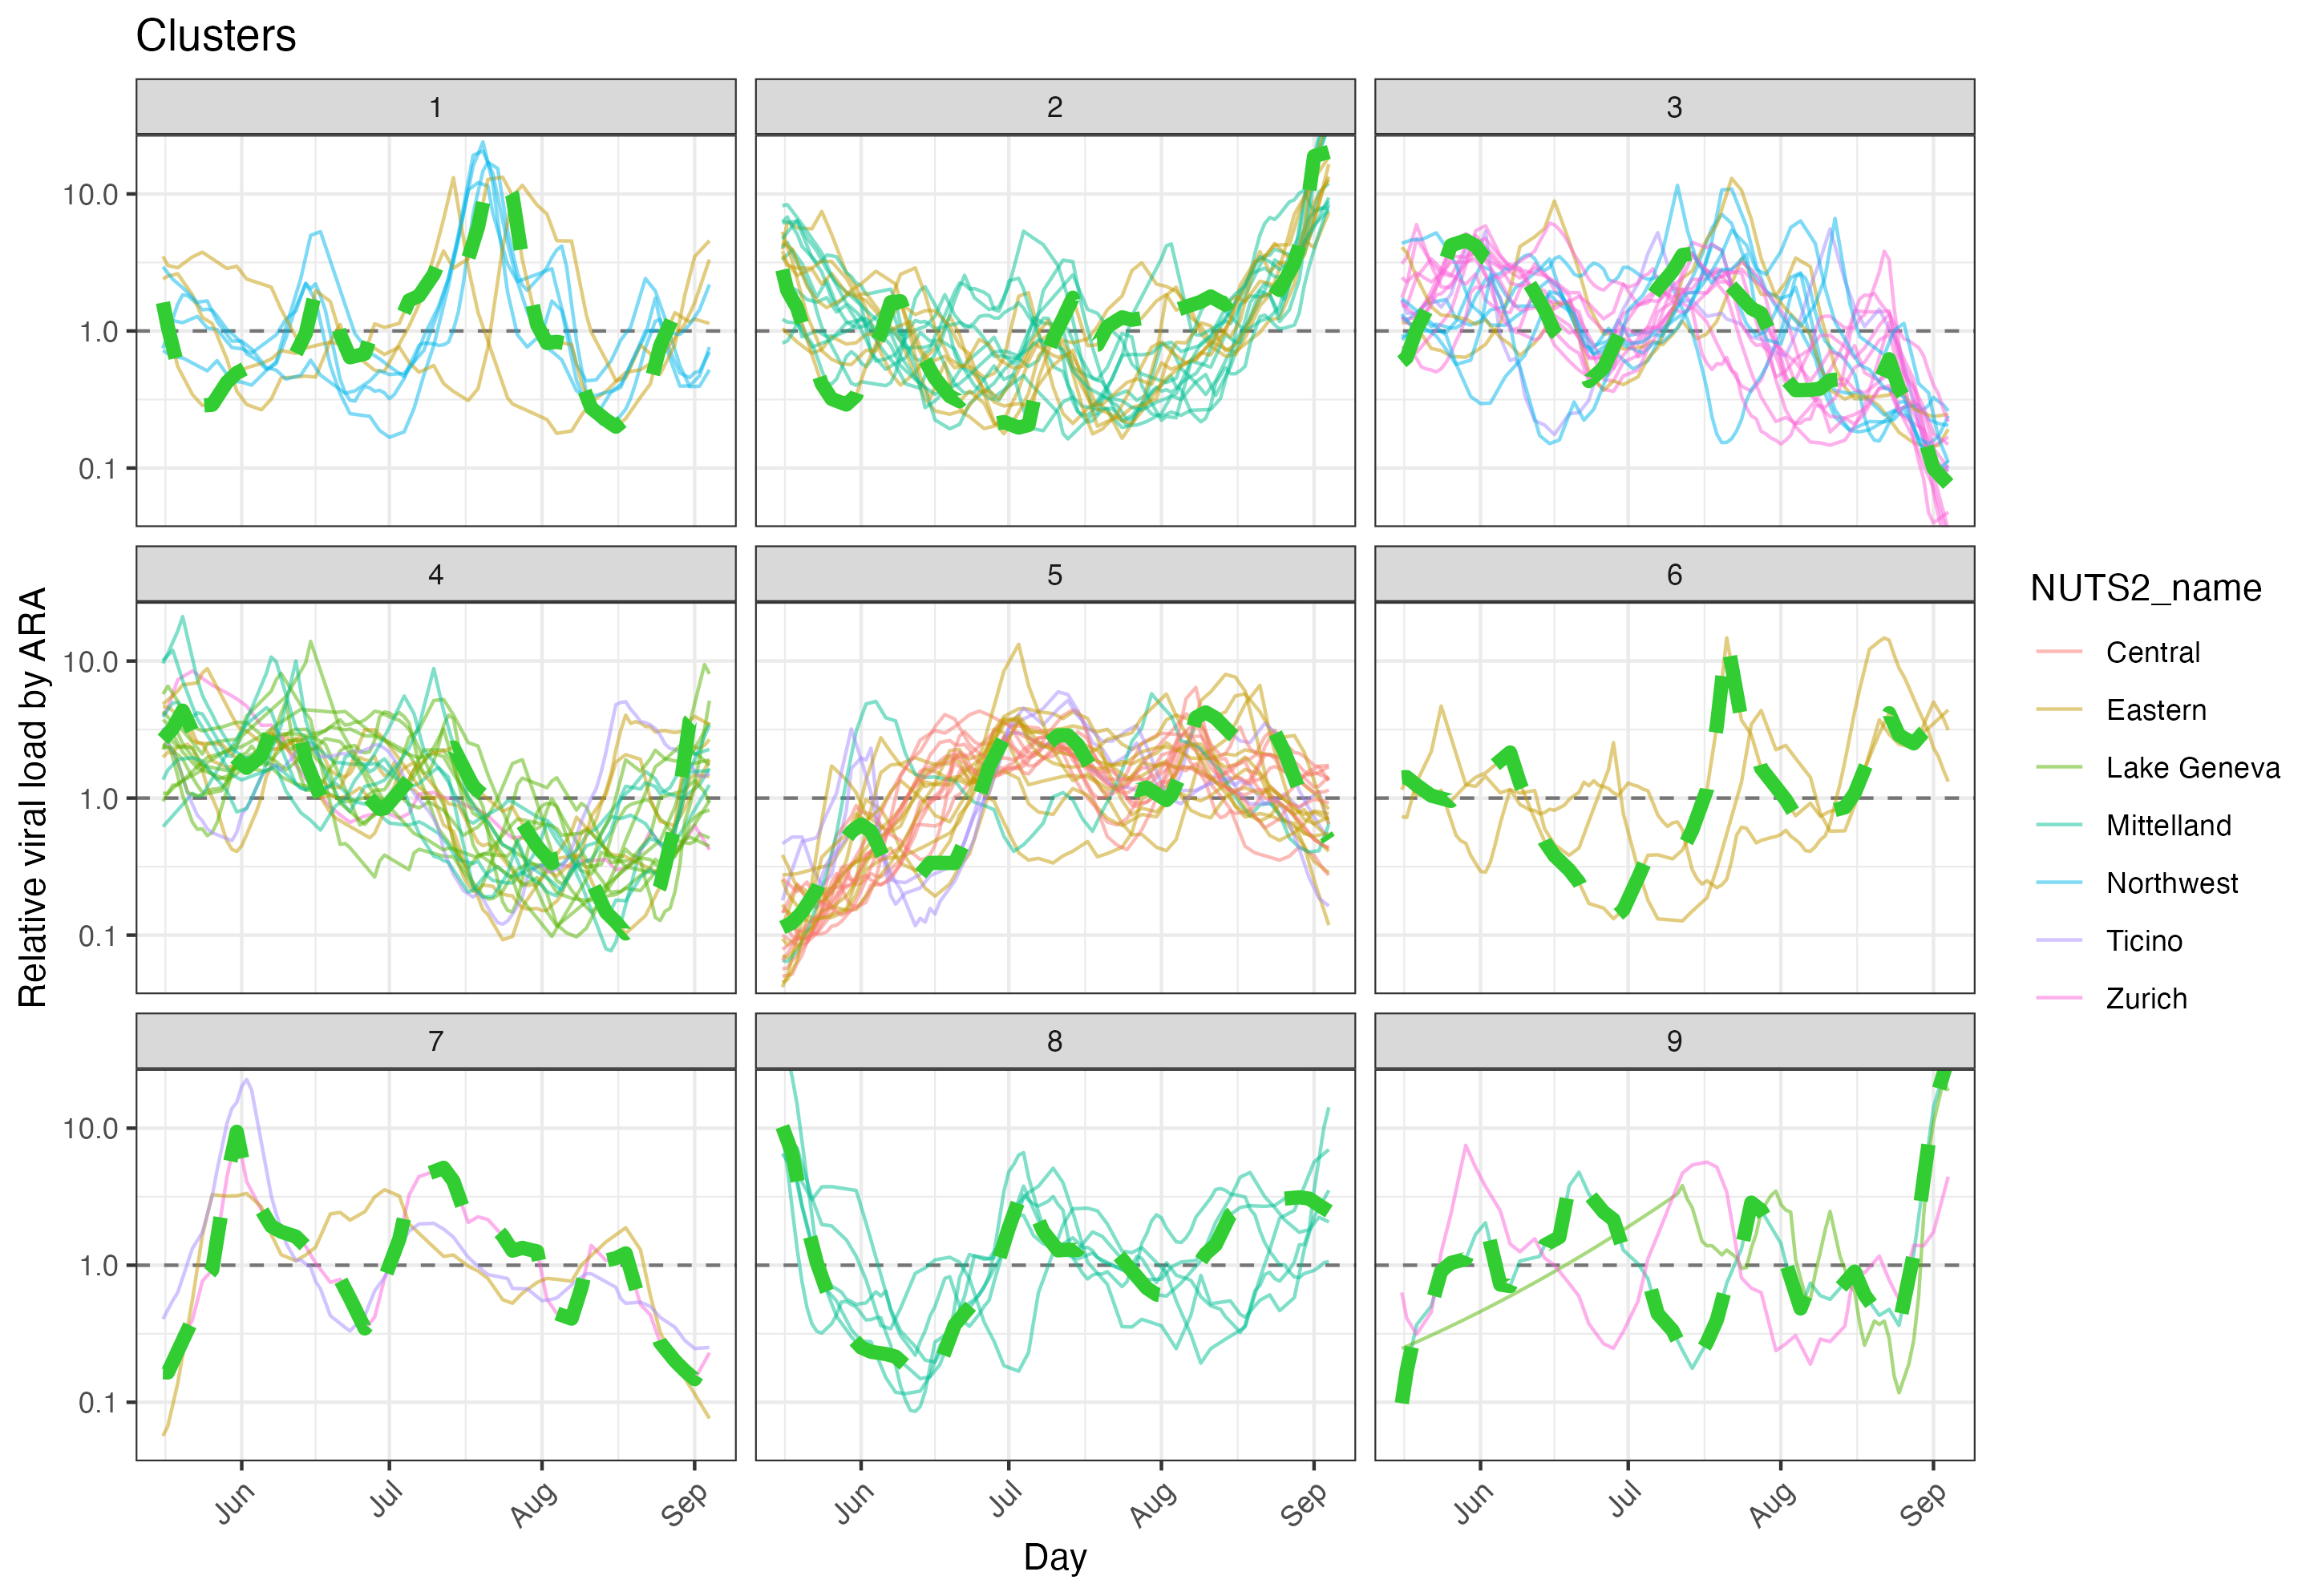 Clusters
1
2
3
10.0
1.0
0.1
4
5
6
10.0
1.0
0.1
7
8
9
10.0
1.0
0.1
Jun
Jul
Aug
Sep
Jun
Jul
Aug
Sep
Jun
Jul
Aug
Sep
Day
Relative viral load by ARA
NUTS2_name
Central
Eastern
Lake Geneva
Mittelland
Northwest
Ticino
Zurich